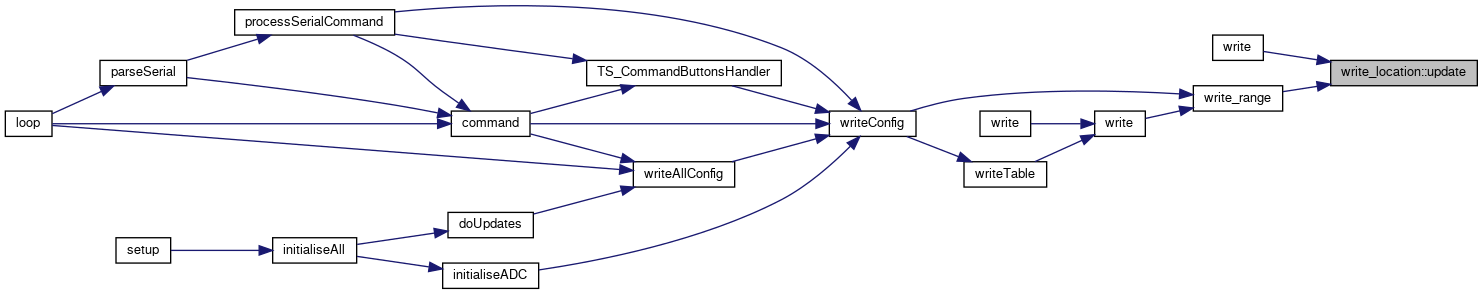 processSerialCommand
write
parseSerial
TS_CommandButtonsHandler
write_location::update
write_range
loop
command
writeConfig
write
write
writeAllConfig
writeTable
doUpdates
setup
initialiseAll
initialiseADC